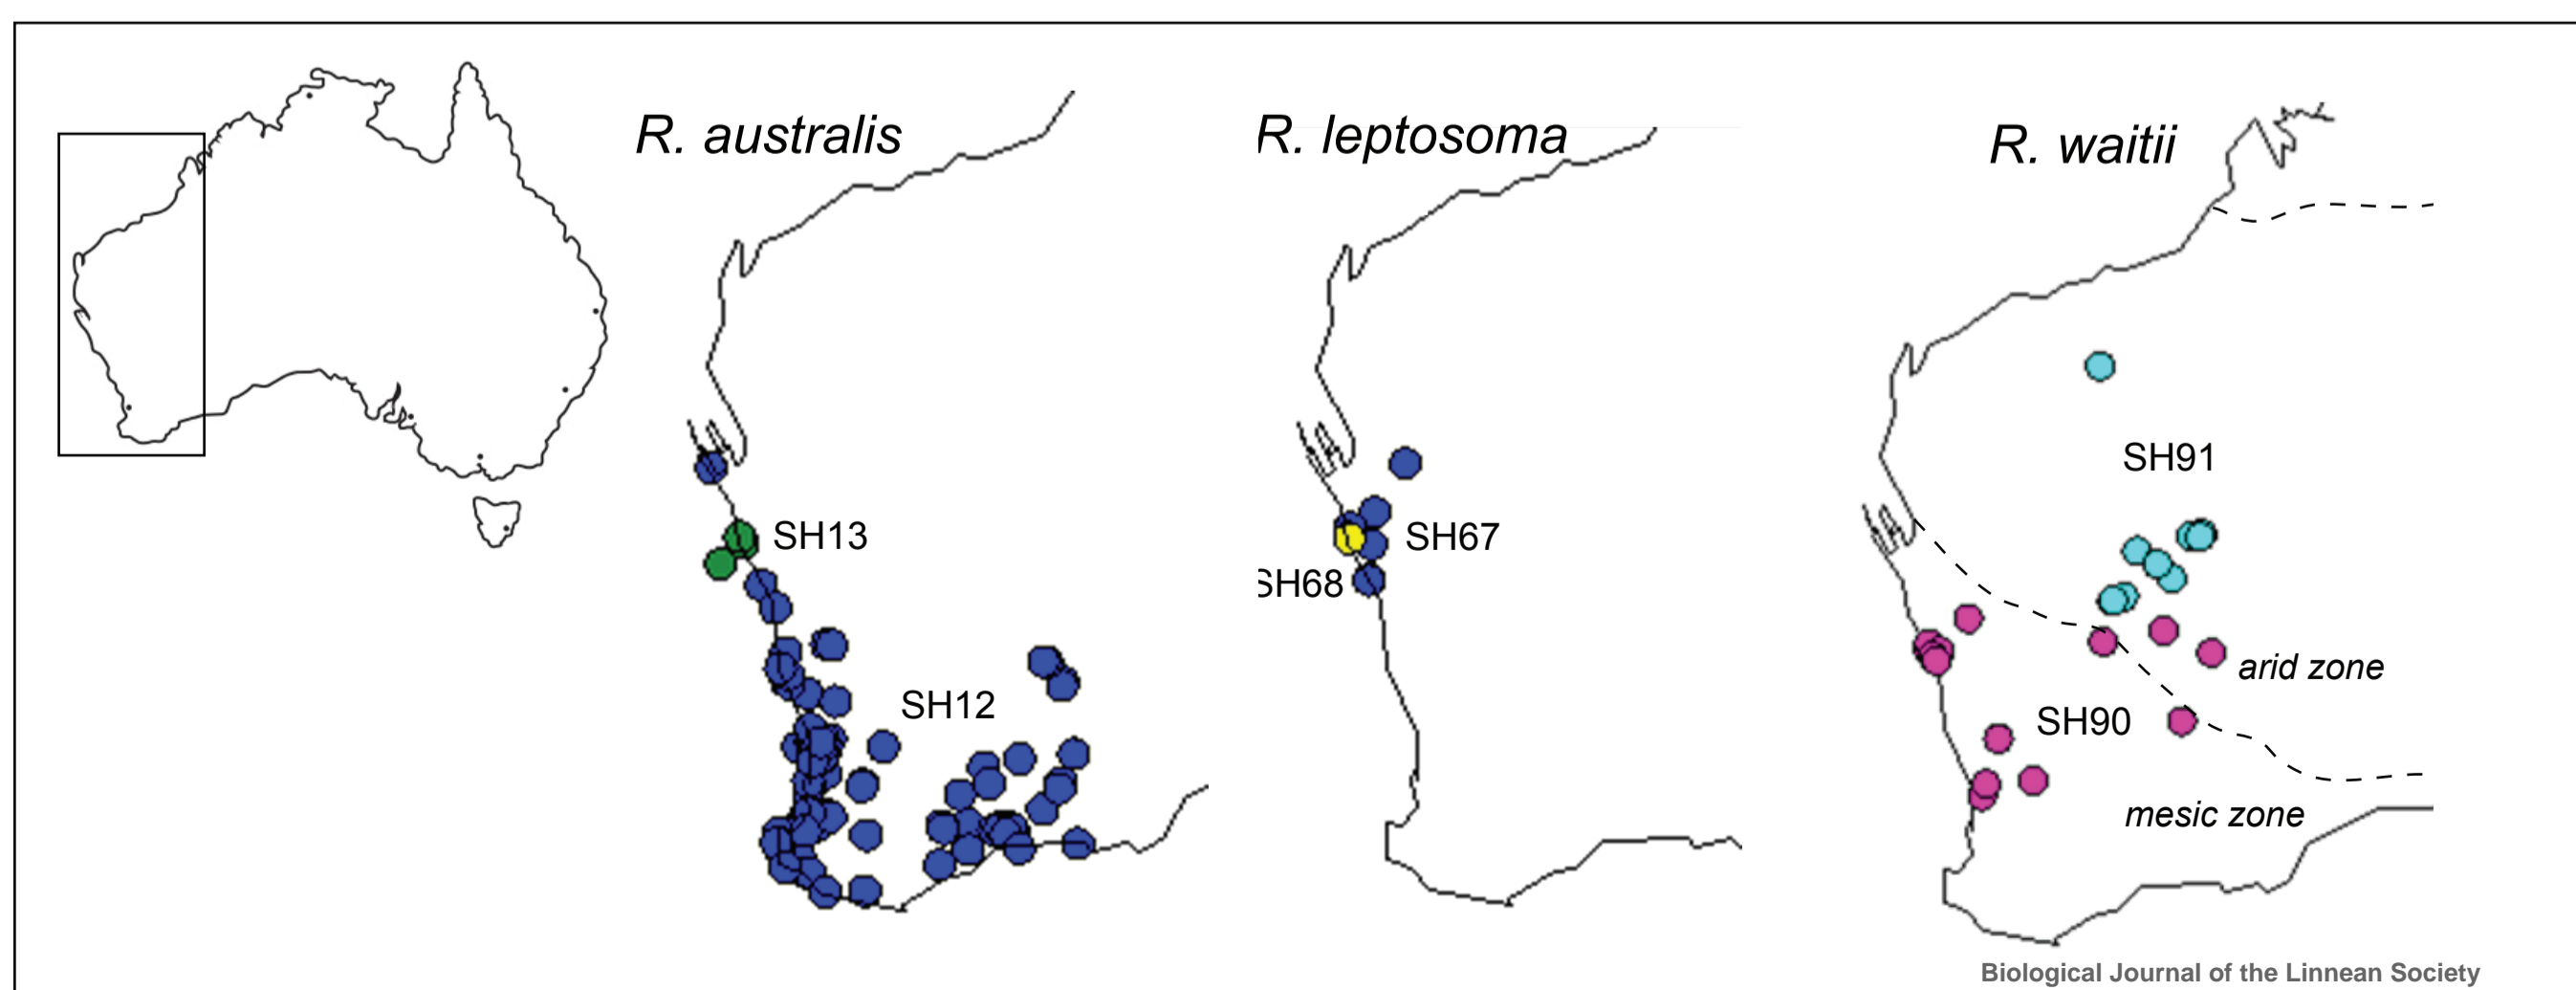 R. australis
R. leptosoma
R. waitii
SH13
SH12
SH67
SH68
SH91
arid zone
SH90
mesic zone
Biological Journal of the Linnean Society